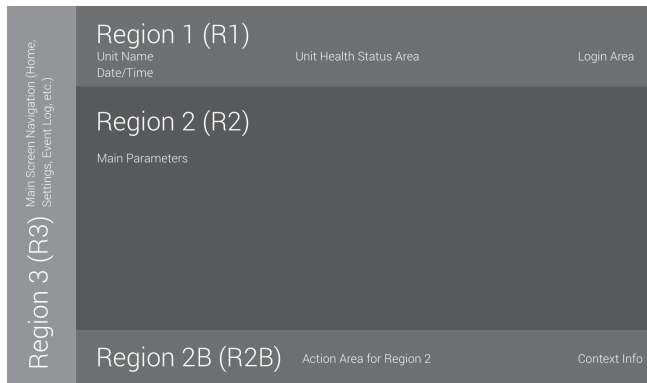 Region 1 (R1)
Unit Name
Date/Time
Unit Health Status Area
Login Area
Region 2 (R2)
Main Parameters
Region 3 (R3)
Main Screen Navigation (Home,
Settings, Event Log, etc.)
Region 2B (R2B)
Action Area for Region 2
Context Info